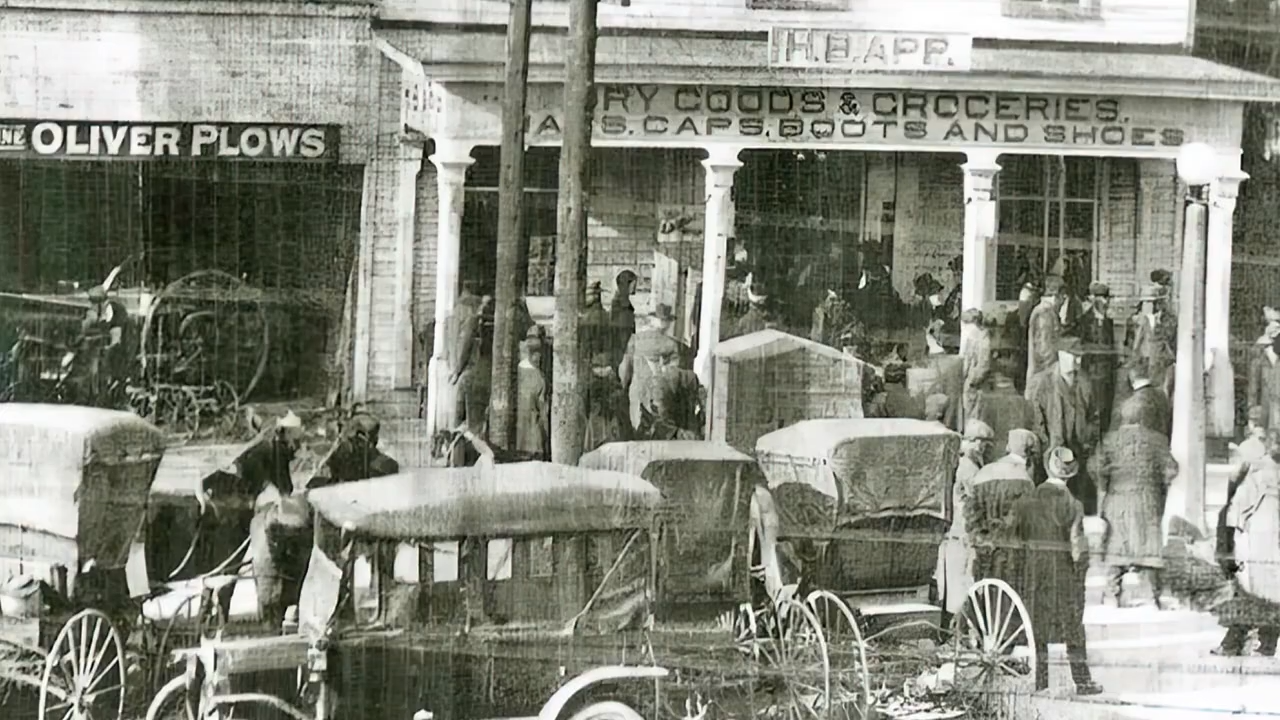 OLIVER PLOWS
H.B. APP.
DRY GOODS & GROCERIES.
CAPS, BOOTS AND SHOES